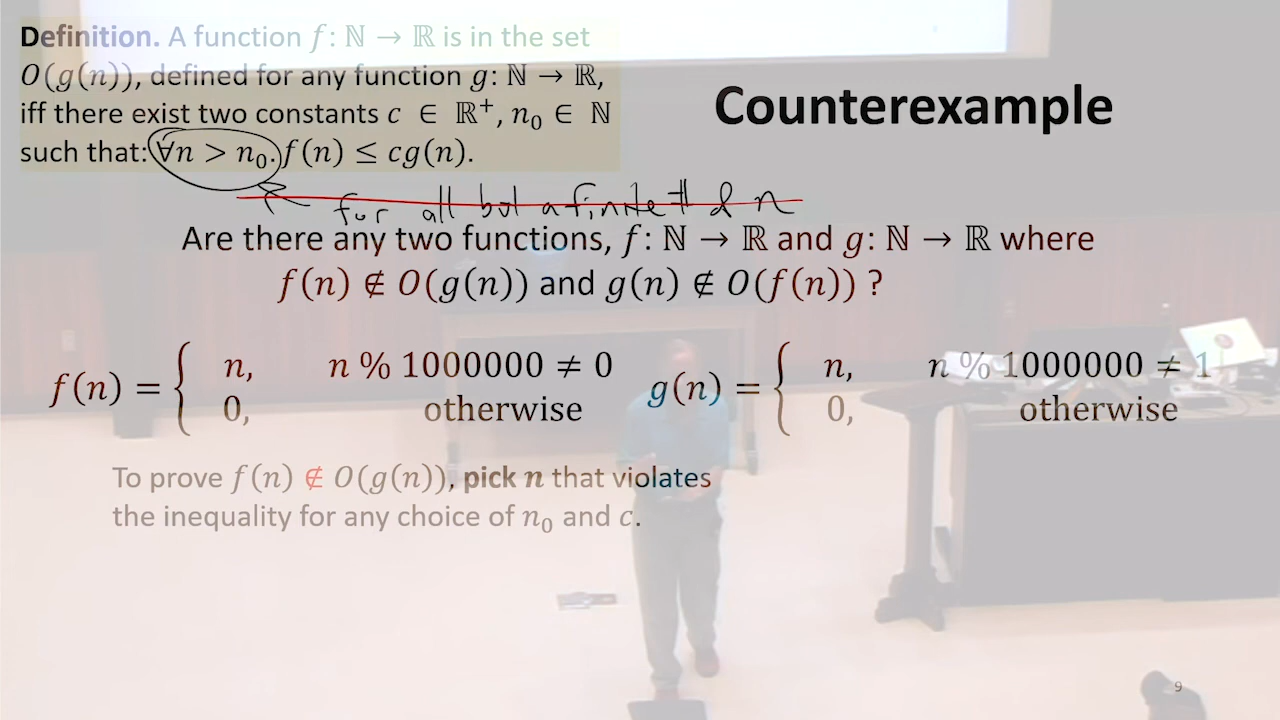 Definition. A function f: ℕ → ℝ is in the set
O(g(n)), defined for any function g: ℕ → ℝ,
iff there exist two constants c ∈ ℝ⁺, n₀ ∈ ℕ
such that: ∀n > n₀. f(n) ≤ cg(n).
for all but a finite # of n
Counterexample
Are there any two functions, f: ℕ → ℝ and g: ℕ → ℝ where
f(n) ∉ O(g(n)) and g(n) ∉ O(f(n)) ?
f(n) = { n, n % 1000000 ≠ 0
0, otherwise
g(n) = { n, n % 1000000 ≠ 1
0, otherwise
To prove f(n) ∉ O(g(n)), pick n that violates
the inequality for any choice of n₀ and c.
9